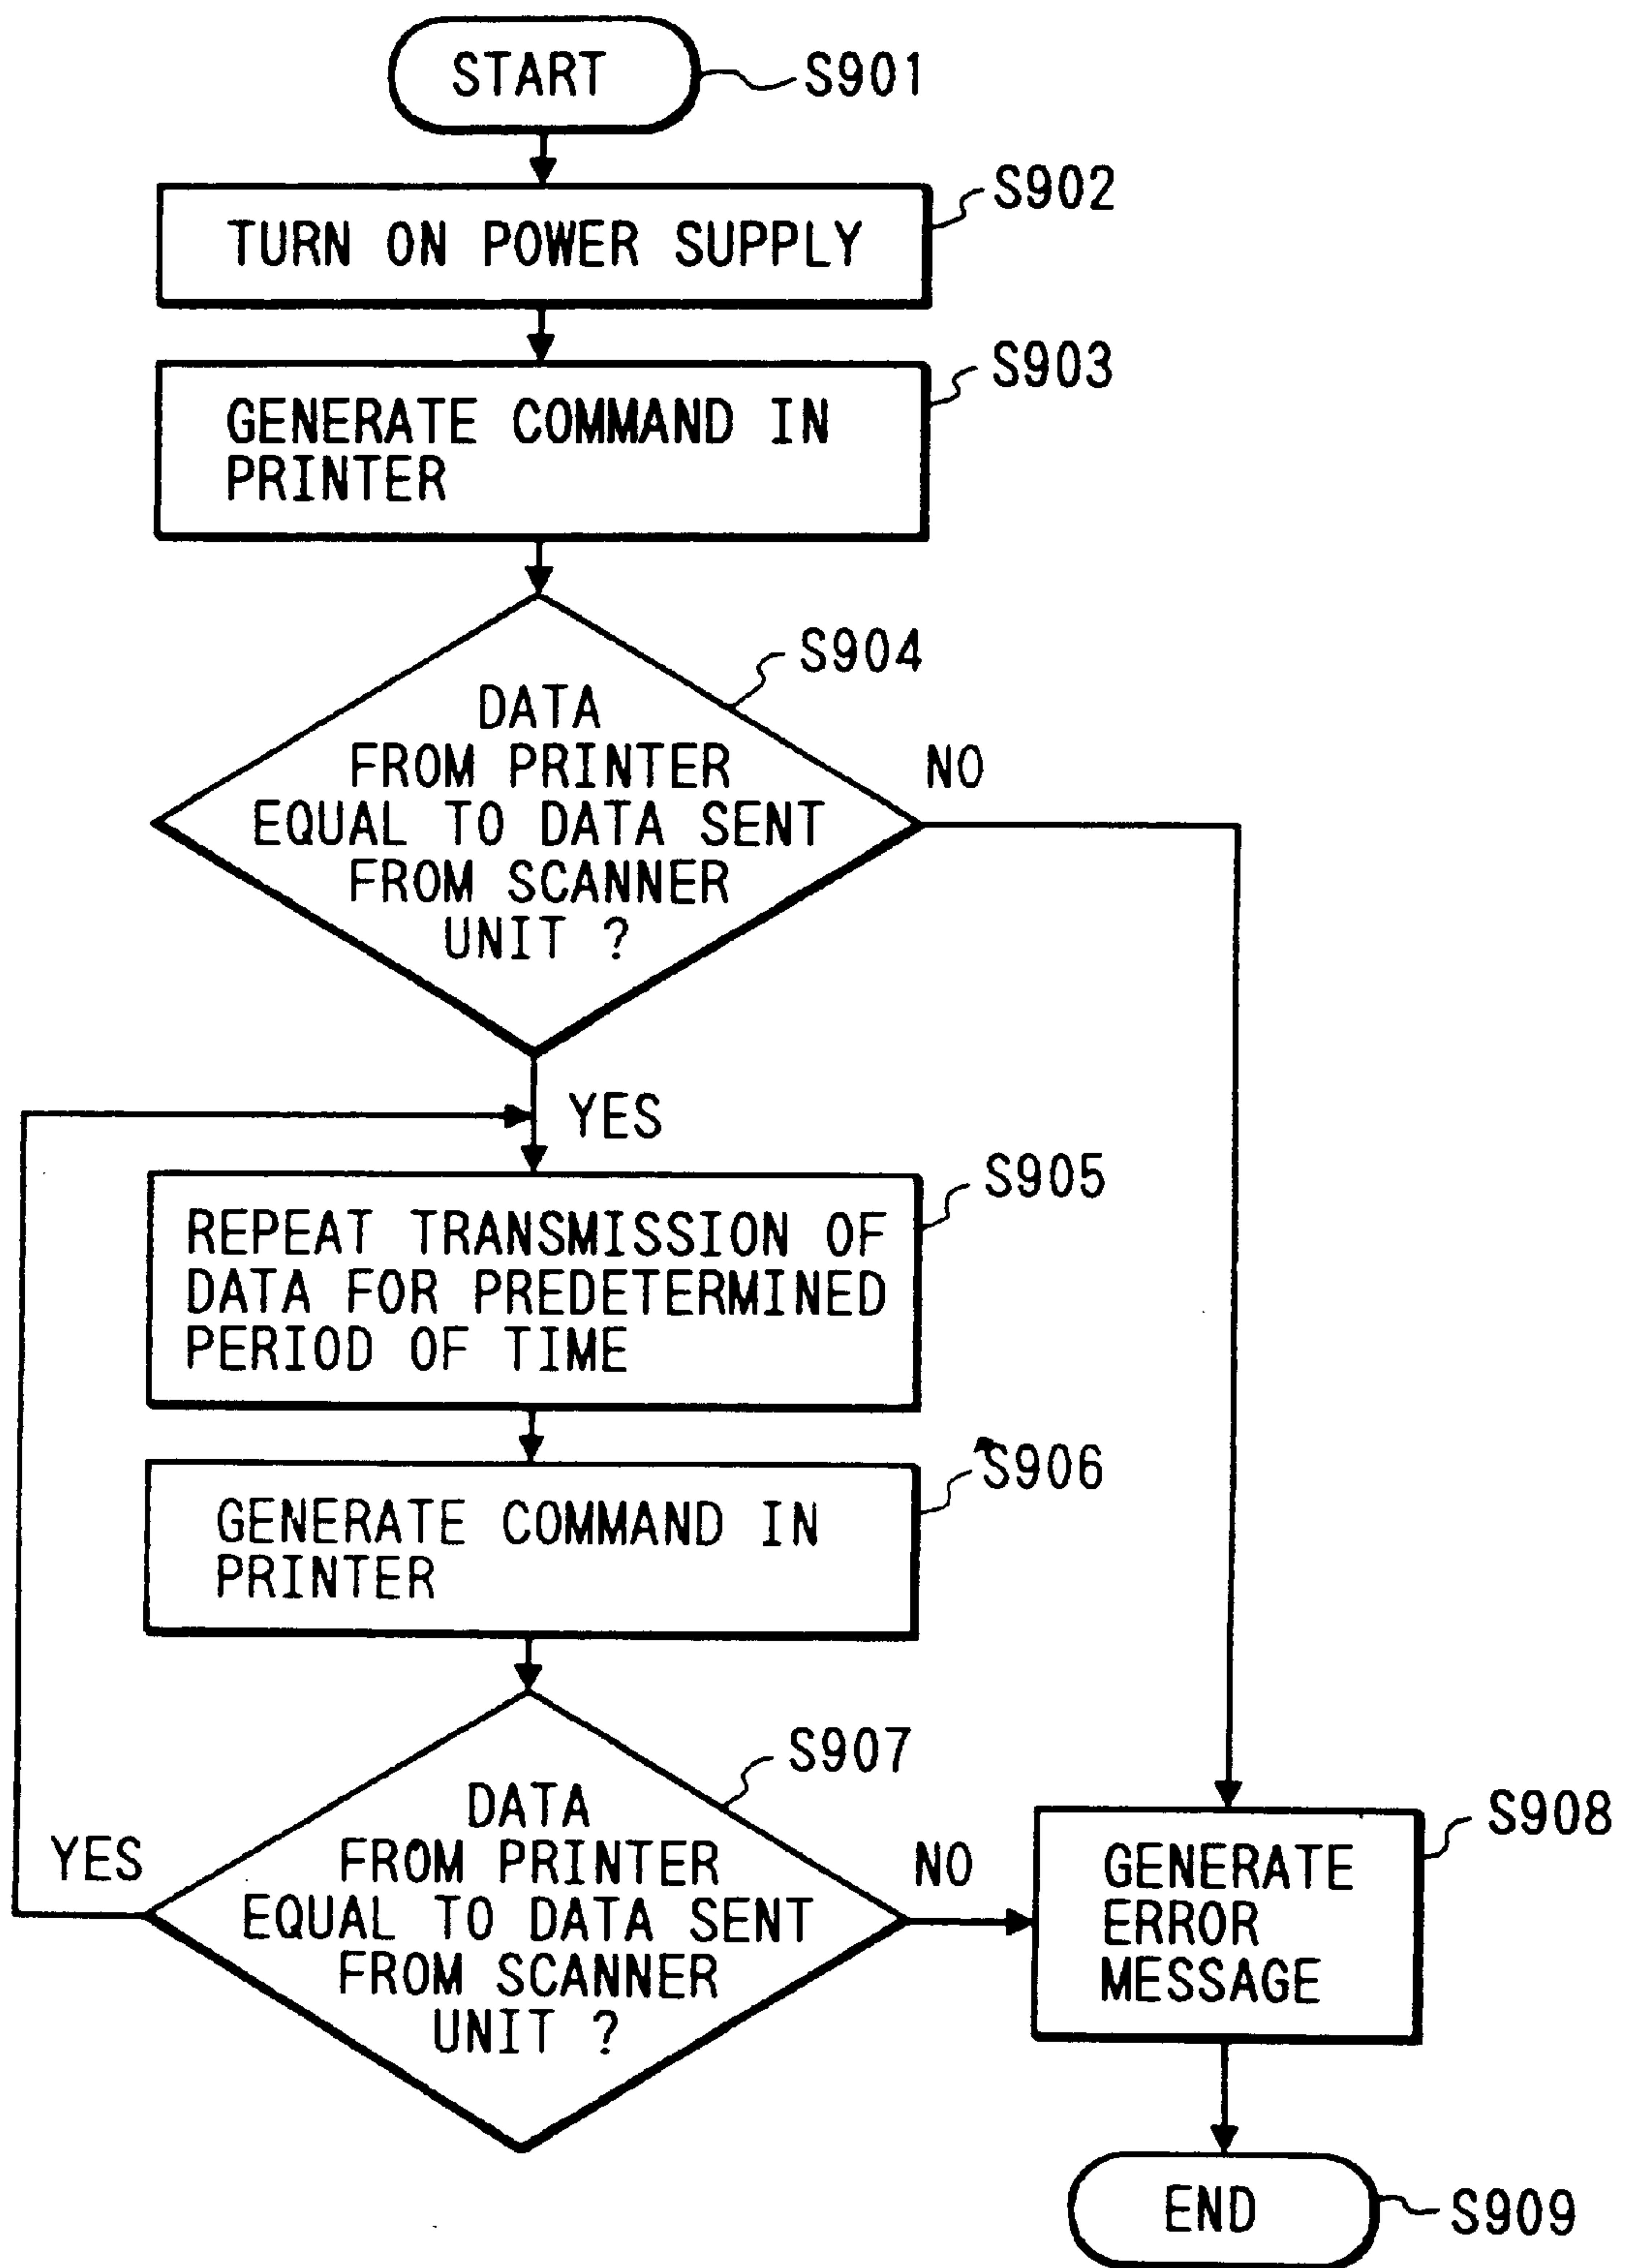 START
S901
S902
TURN ON POWER SUPPLY
S903
GENERATE COMMAND IN
PRINTER
S904
DATA
FROM PRINTER
EQUAL TO DATA SENT
FROM SCANNER
UNIT ?
NO
YES
S905
REPEAT TRANSMISSION OF
DATA FOR PREDETERMINED
PERIOD OF TIME
S906
GENERATE COMMAND IN
PRINTER
S907
DATA
FROM PRINTER
EQUAL TO DATA SENT
FROM SCANNER
UNIT ?
YES
NO
S908
GENERATE
ERROR
MESSAGE
END
S909